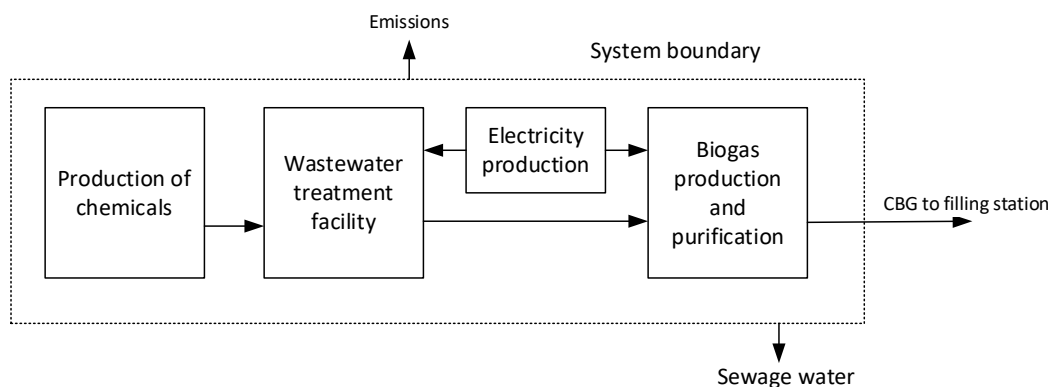 Emissions
System boundary
Production of
chemicals
Wastewater
treatment
facility
Electricity
production
Biogas
production
and
purification
CBG to filling station
Sewage water